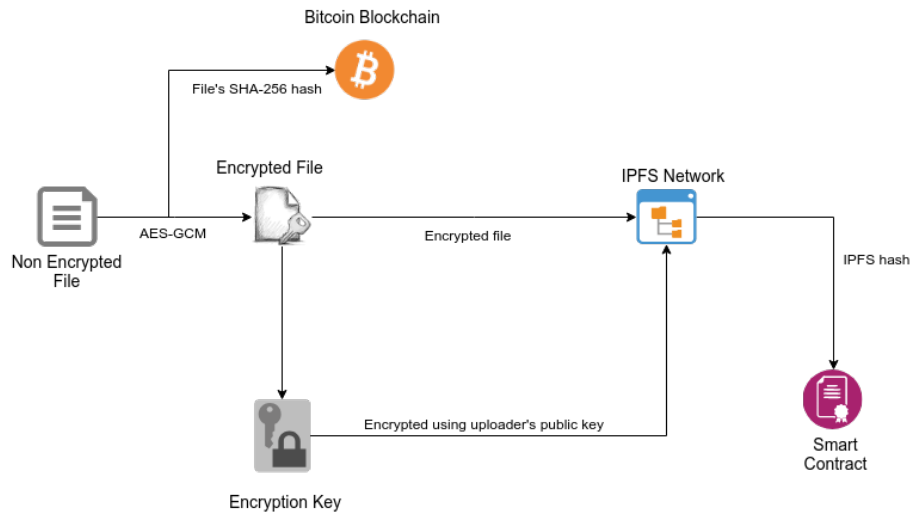 Bitcoin Blockchain
File's SHA-256 hash
Encrypted File
IPFS Network
AES-GCM
Encrypted file
Non Encrypted
File
IPFS hash
Encrypted using uploader's public key
Smart
Contract
Encryption Key